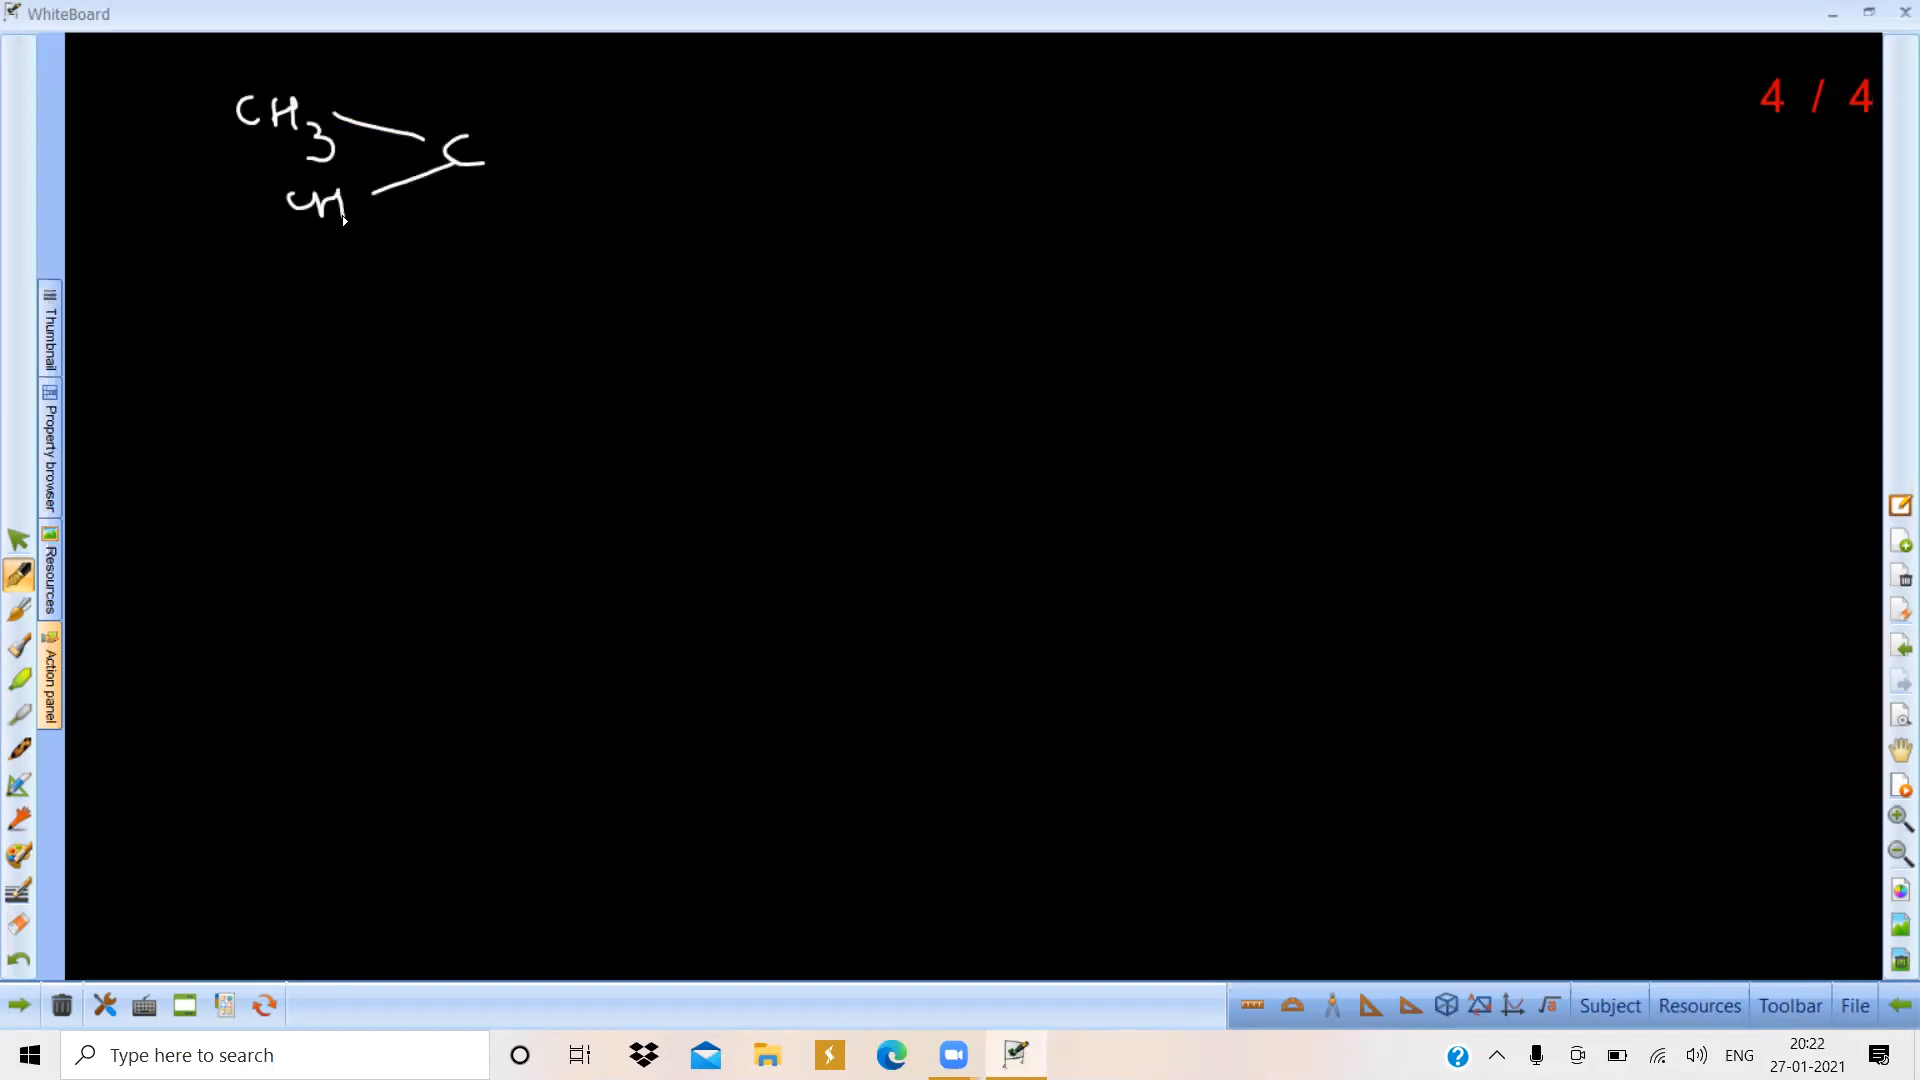 WhiteBoard
4 / 4
CH3
C
CH
Thumbnail
Property browser
Resources
Action panel
Subject
Resources
Toolbar
File
Type here to search
ENG
20:22
27-01-2021